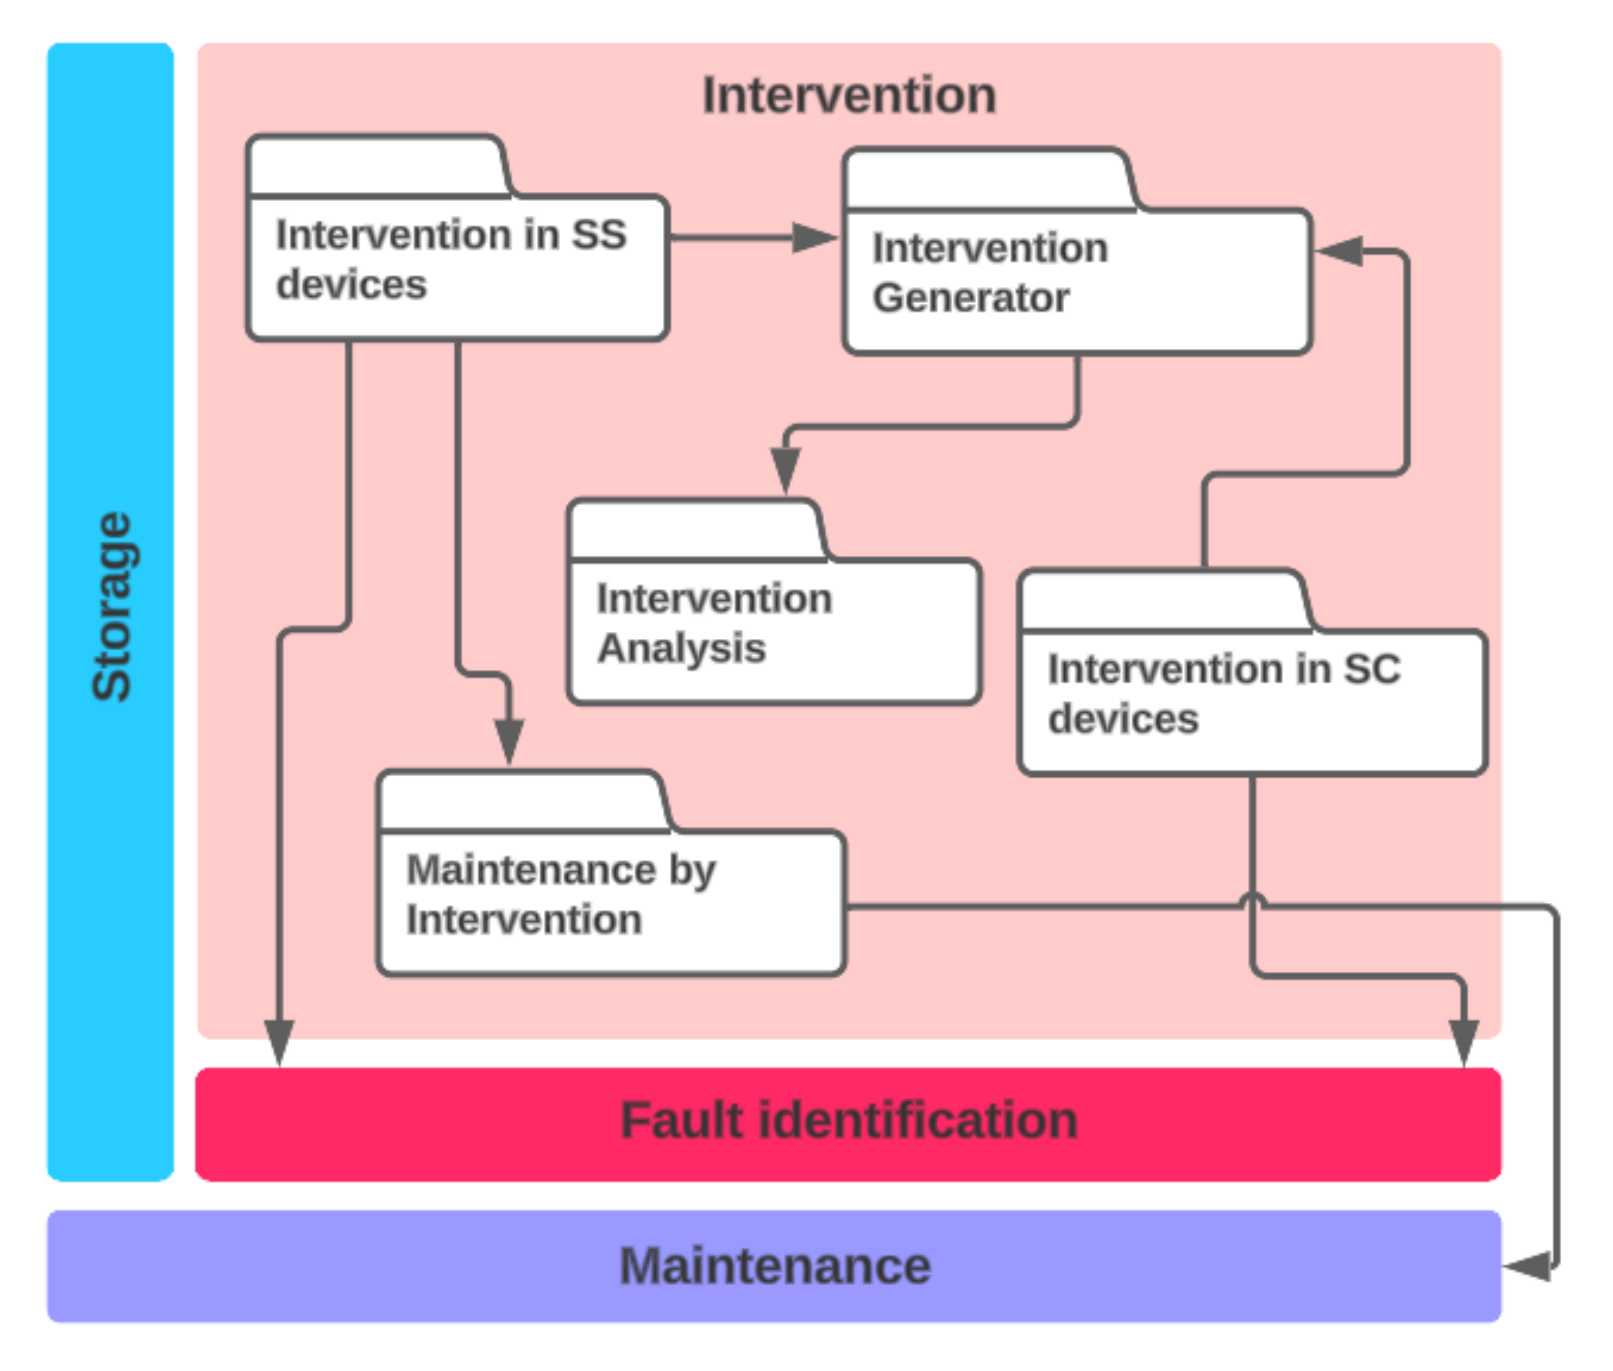 Storage
Intervention
Intervention in SS
devices
Intervention
Generator
Intervention
Analysis
Intervention in SC
devices
Maintenance by
Intervention
Fault identification
Maintenance